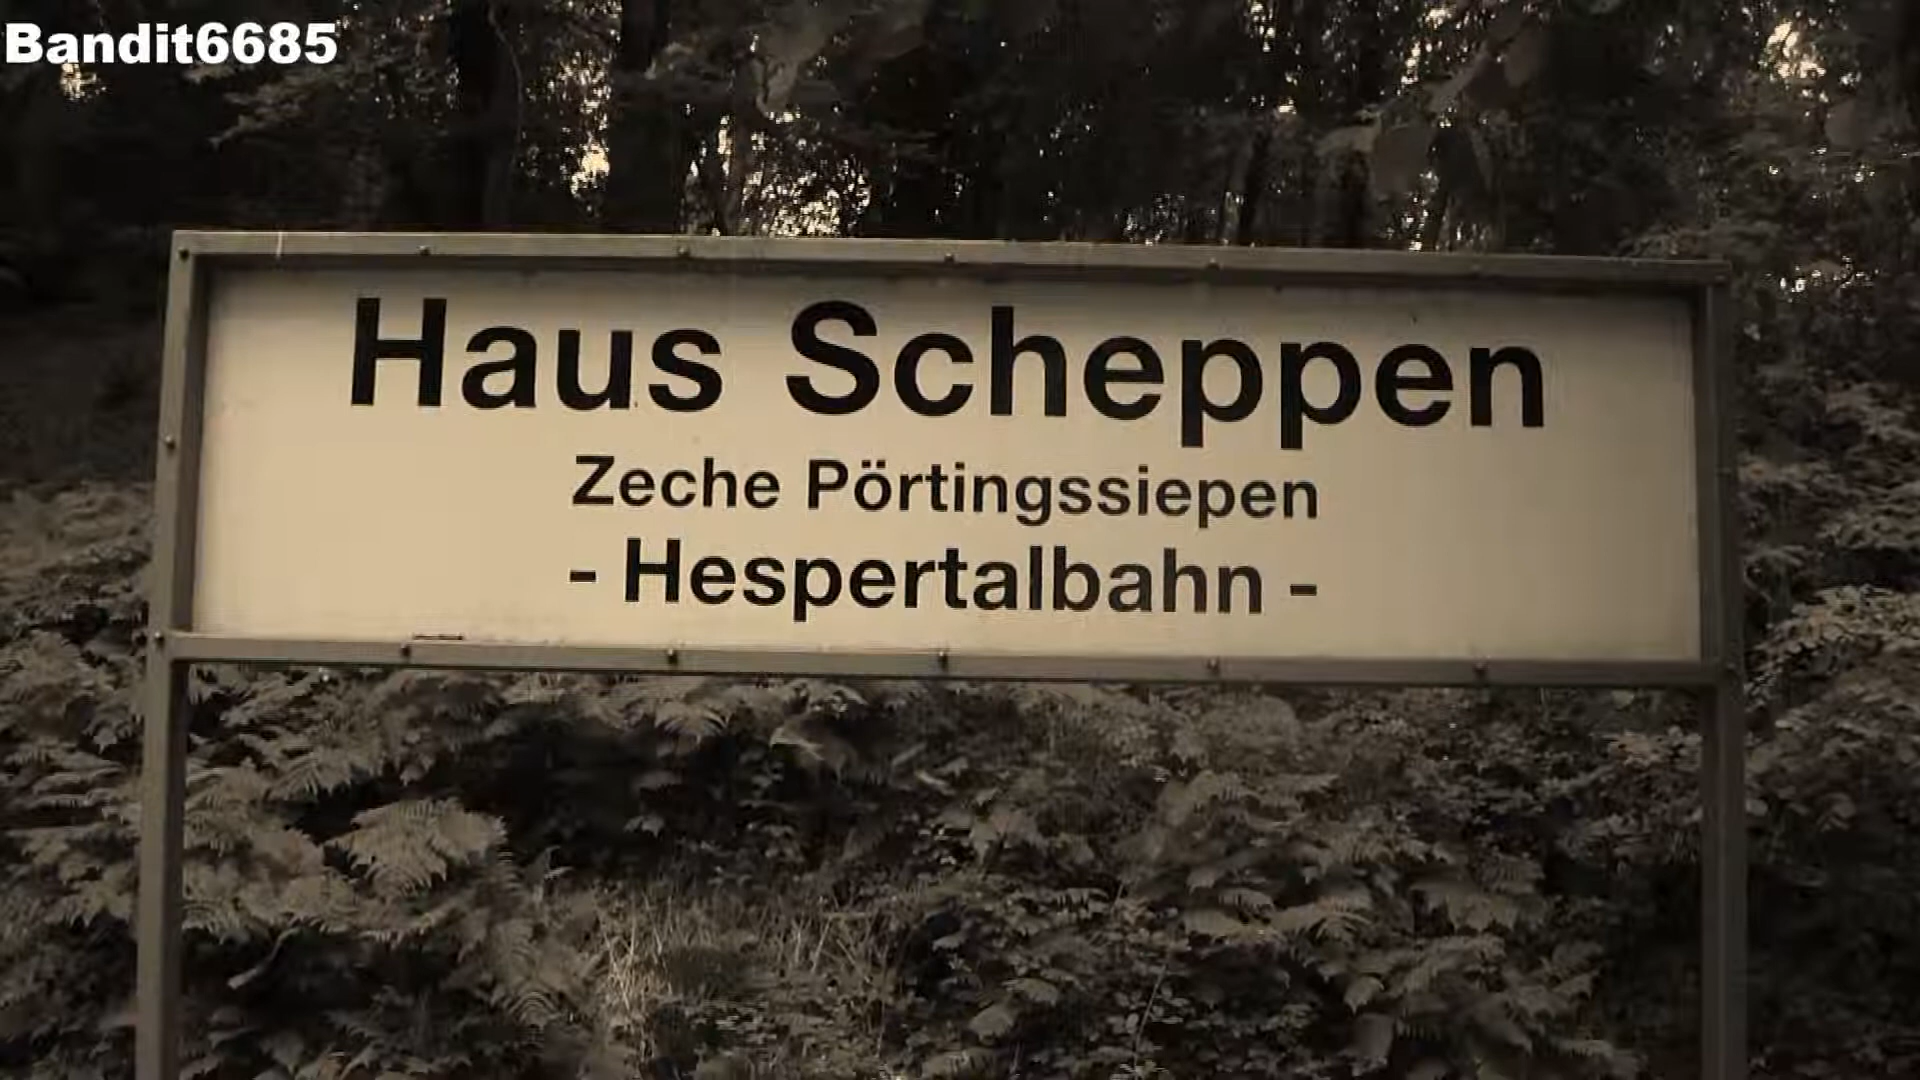 Bandit6685
Haus Scheppen
Zeche Pörtingssiepen
- Hespertalbahn -